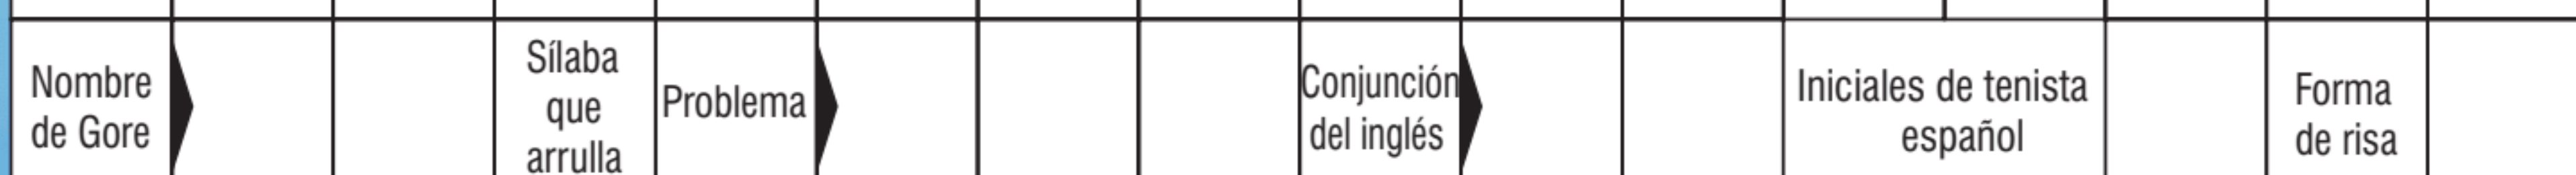 Nombre
de Gore
Sílaba
que
arrulla
Problema
Conjunción
del inglés
Iniciales de tenista
español
Forma
de risa